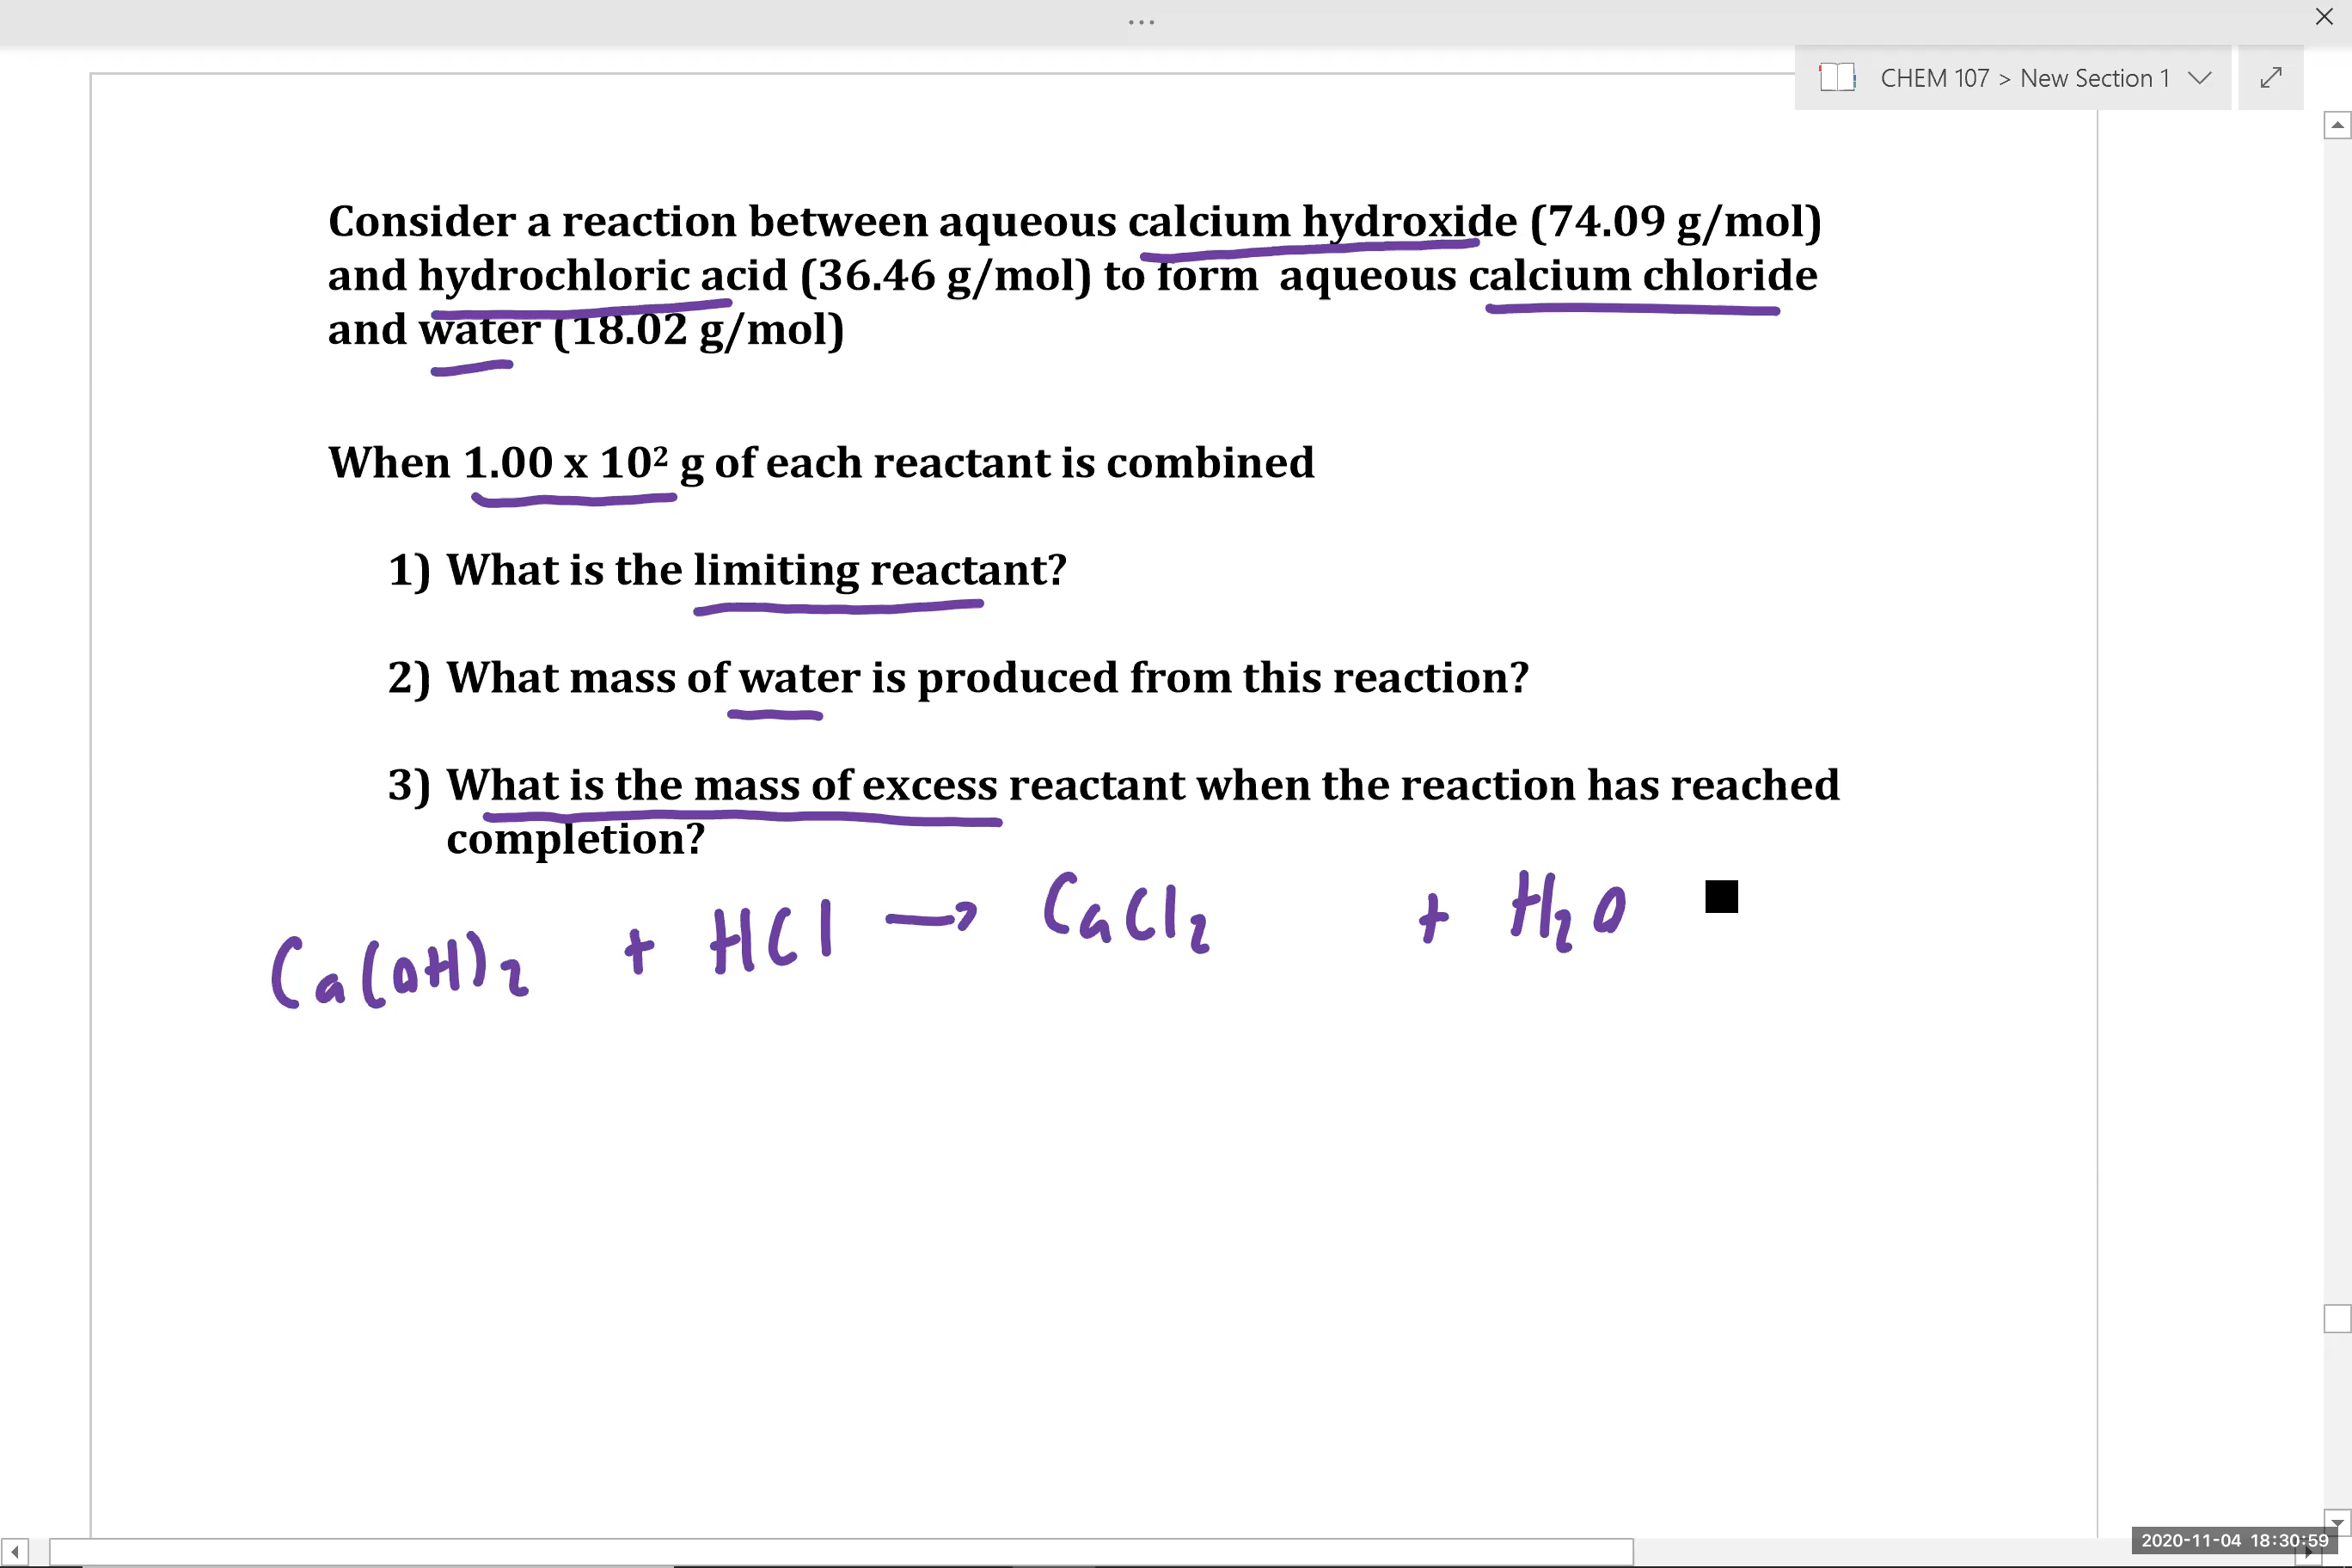 ...
CHEM 107 > New Section 1
Consider a reaction between aqueous calcium hydroxide (74.09 g/mol)
and hydrochloric acid (36.46 g/mol) to form aqueous calcium chloride
and water (18.02 g/mol)
When 1.00 x 10² g of each reactant is combined
1) What is the limiting reactant?
2) What mass of water is produced from this reaction?
3) What is the mass of excess reactant when the reaction has reached
completion?
Ca(OH)₂ + HCl → CaCl₂ + H₂O
2020-11-04 18:30:59